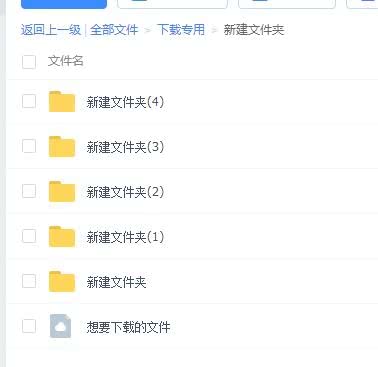 返回上一级 | 全部文件 > 下载专用 > 新建文件夹
文件名
新建文件夹(4)
新建文件夹(3)
新建文件夹(2)
新建文件夹(1)
新建文件夹
想要下载的文件